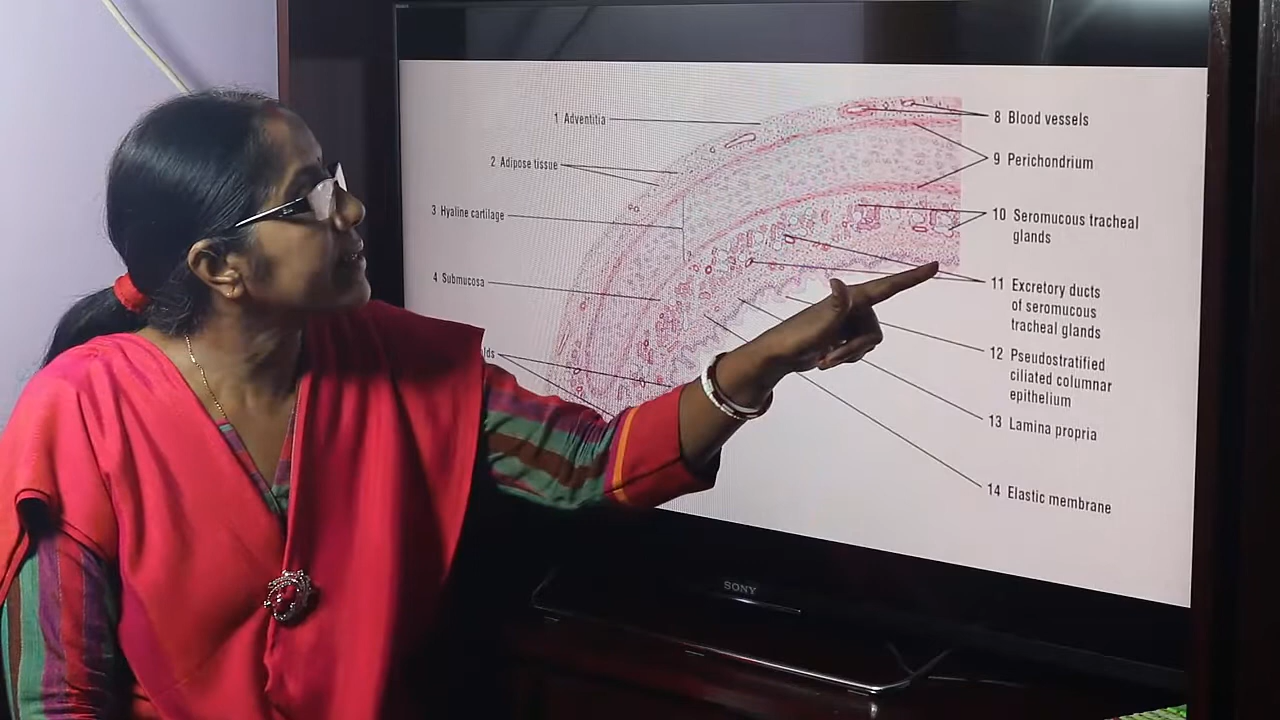 1 Adventitia
2 Adipose tissue
3 Hyaline cartilage
4 Submucosa
8 Blood vessels
9 Perichondrium
10 Seromucous tracheal
glands
11 Excretory ducts
of seromucous
tracheal glands
12 Pseudostratified
ciliated columnar
epithelium
13 Lamina propria
14 Elastic membrane
SONY